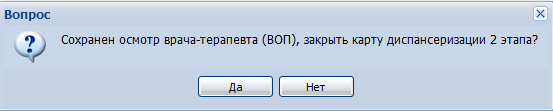 Вопрос
Сохранен осмотр врача-терапевта (ВОП), закрыть карту диспансеризации 2 этапа?
Да
Нет